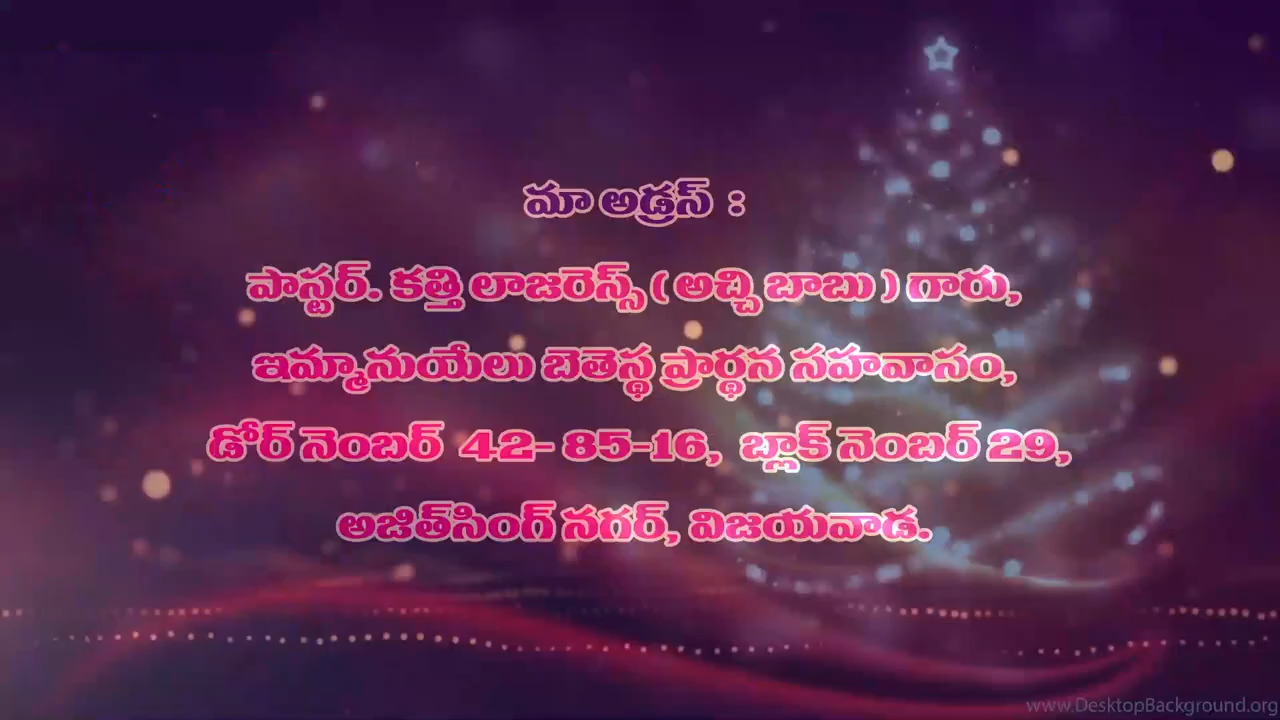 మా అడ్రస్ :
పాస్టర్. కత్తి లాజరెన్స్ ( అచ్చి బాబు ) గారు,
ఇమ్మానుయేలు బెతెస్థ ప్రార్థన సహవాసం,
డోర్ నెంబర్ 42- 85-16, బ్లాక్ నెంబర్ 29,
అజిత్‌సింగ్ నగర్, విజయవాడ.
www.DesktopBackground.org